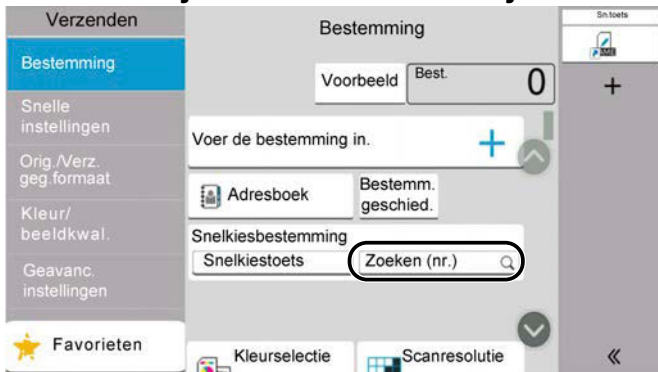 Verzenden
Bestemming
Sn.toets
Bestemming
Voorbeeld
Best.
0
+
Snelle
instellingen
Voer de bestemming in.
+
Orig./Verz.
geg.formaat
Adresboek
Bestemm.
geschied.
Kleur/
beeldkwal.
Snelkiesbestemming
Snelkiestoets
Zoeken (nr.)
Geavanc.
instellingen
Favorieten
Kleurselectie
Scanresolutie
«